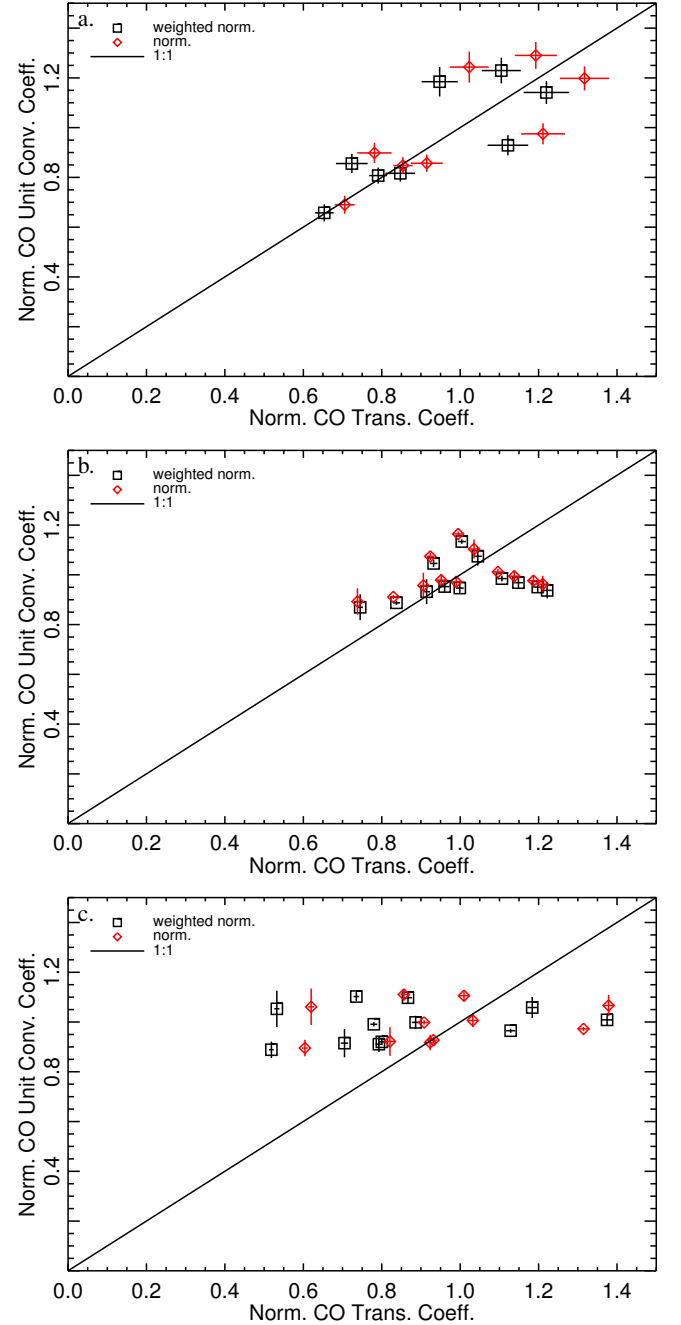 a.
weighted norm.
norm.
1:1
Norm. CO Unit Conv. Coeff.
1.2
0.8
0.4
0.0 0.2 0.4 0.6 0.8 1.0 1.2 1.4
Norm. CO Trans. Coeff.
b.
weighted norm.
norm.
1:1
Norm. CO Unit Conv. Coeff.
1.2
0.8
0.4
0.0 0.2 0.4 0.6 0.8 1.0 1.2 1.4
Norm. CO Trans. Coeff.
c.
weighted norm.
norm.
1:1
Norm. CO Unit Conv. Coeff.
1.2
0.8
0.4
0.0 0.2 0.4 0.6 0.8 1.0 1.2 1.4
Norm. CO Trans. Coeff.